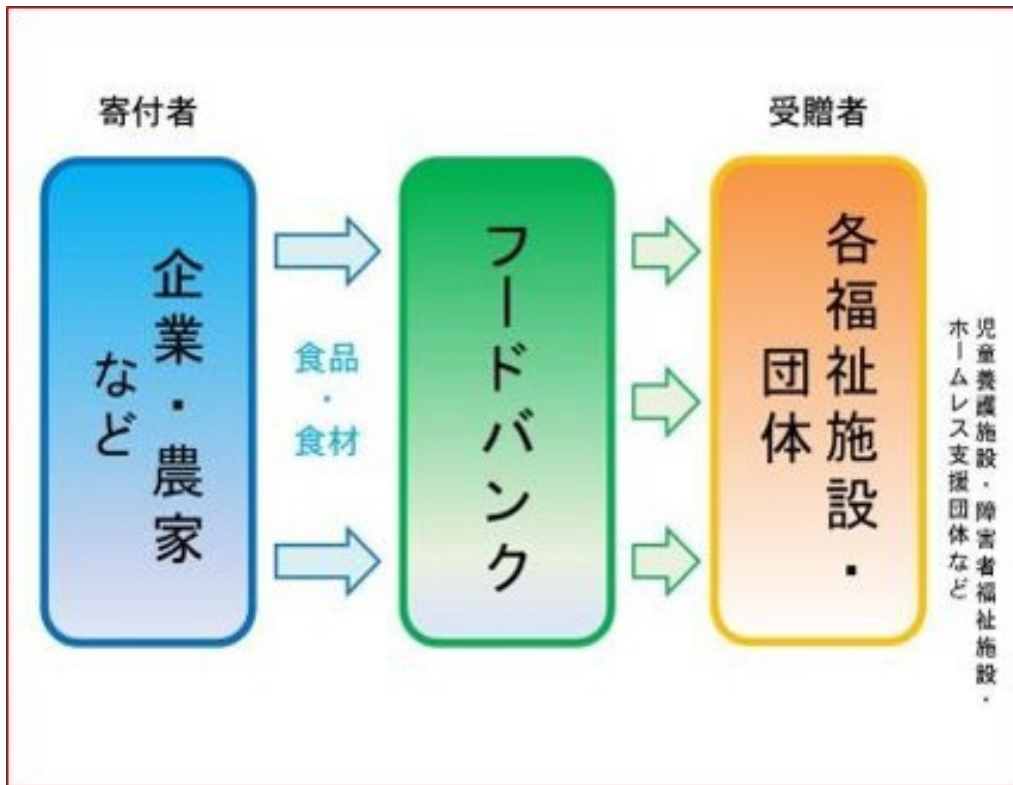 寄付者
企業・農家
など
食品
・
食材
フードバンク
受贈者
各福祉施設・
団体
児童養護施設・障害者福祉施設・
ホームレス支援団体など